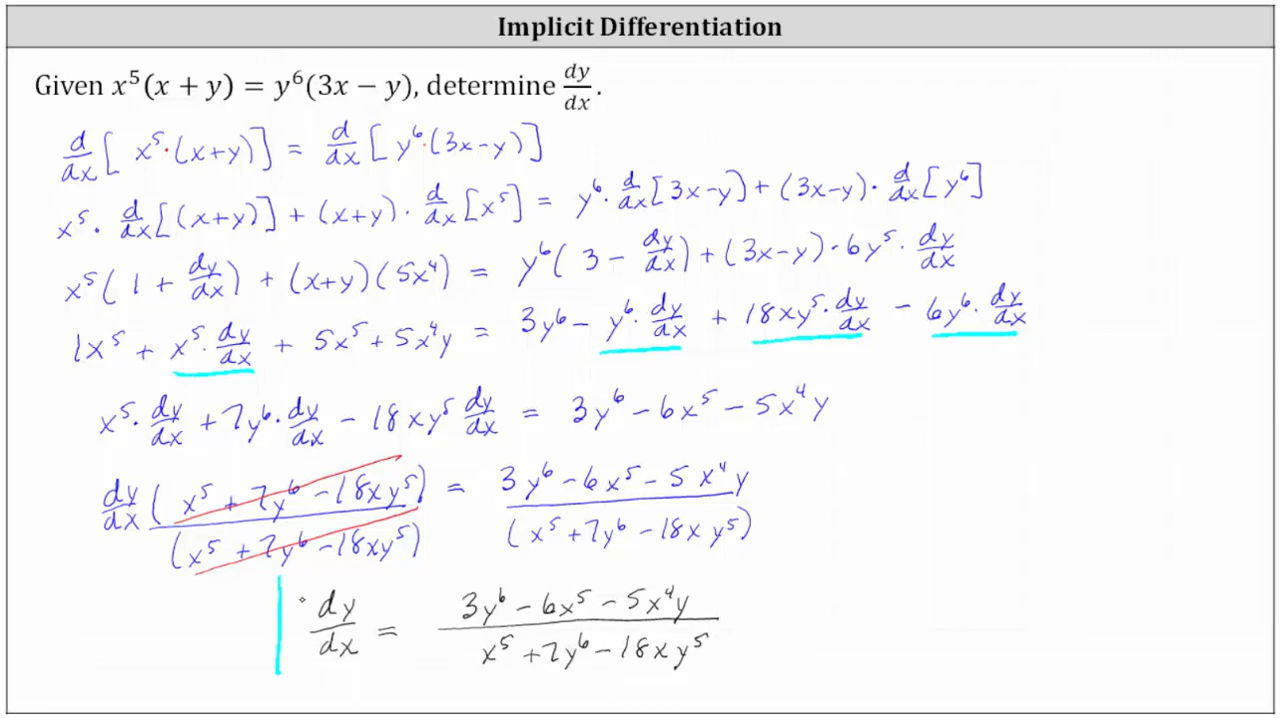 Implicit Differentiation
Given x⁵(x + y) = y⁶(3x − y), determine dy/dx.
d/dx [x⁵·(x+y)] = d/dx [y⁶·(3x−y)]
x⁵ · d/dx[(x+y)] + (x+y) · d/dx [x⁵] = y⁶ · d/dx [3x−y] + (3x−y) · d/dx [y⁶]
x⁵(1 + dy/dx) + (x+y)(5x⁴) = y⁶(3 − dy/dx) + (3x−y)·6y⁵ · dy/dx
1x⁵ + x⁵· dy/dx + 5x⁵ + 5x⁴y = 3y⁶ − y⁶· dy/dx + 18xy⁵· dy/dx − 6y⁶· dy/dx
x⁵· dy/dx + 7y⁶· dy/dx − 18xy⁵ dy/dx = 3y⁶ − 6x⁵ − 5x⁴y
dy/dx (x⁵ + 7y⁶ − 18xy⁵)/(x⁵ + 7y⁶ − 18xy⁵) = (3y⁶ − 6x⁵ − 5x⁴y)/(x⁵ + 7y⁶ − 18xy⁵)
dy/dx = (3y⁶ − 6x⁵ − 5x⁴y)/(x⁵ + 7y⁶ − 18xy⁵)